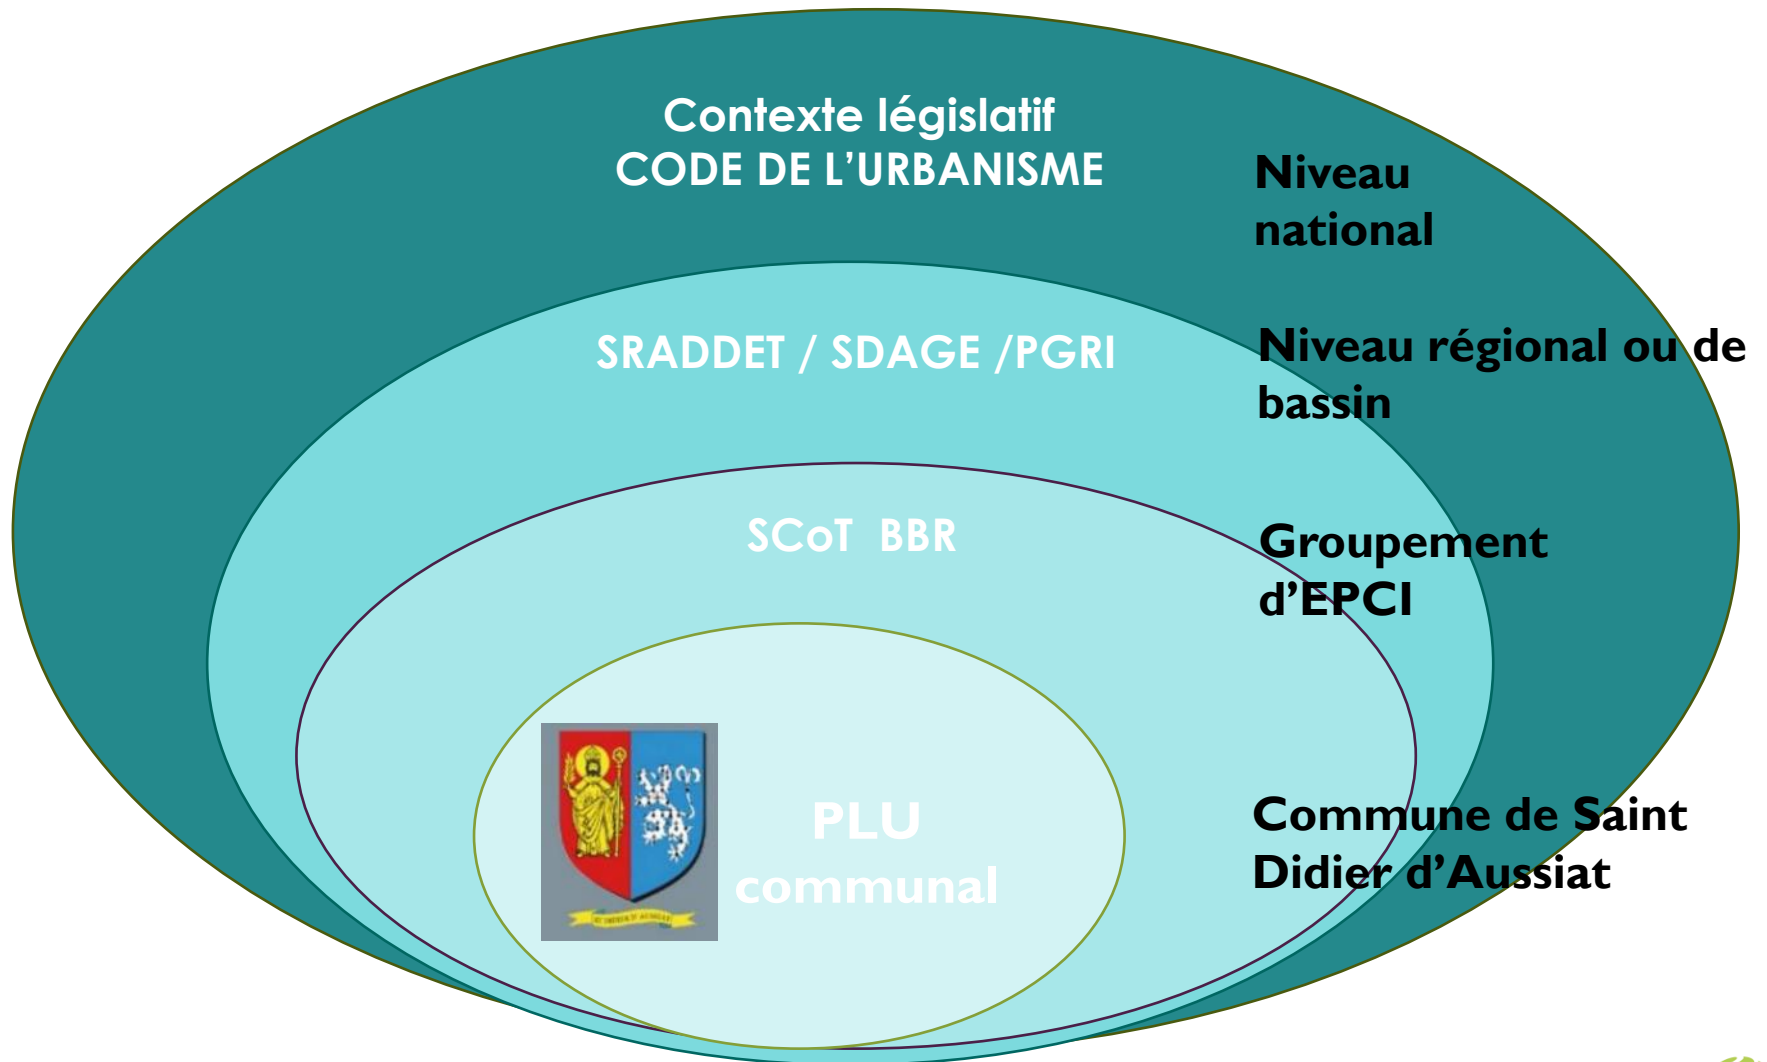 Contexte législatif
CODE DE L’URBANISME
Niveau
national
SRADDET / SDAGE /PGRI
Niveau régional ou de
bassin
SCoT BBR
Groupement
d’EPCI
PLU
communal
Commune de Saint
Didier d’Aussiat